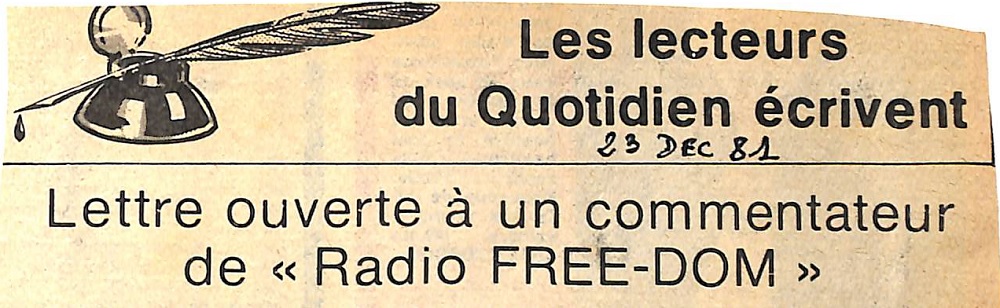 Les lecteurs
du Quotidien écrivent
23 DEC 81
Lettre ouverte à un commentateur
de « Radio FREE-DOM »